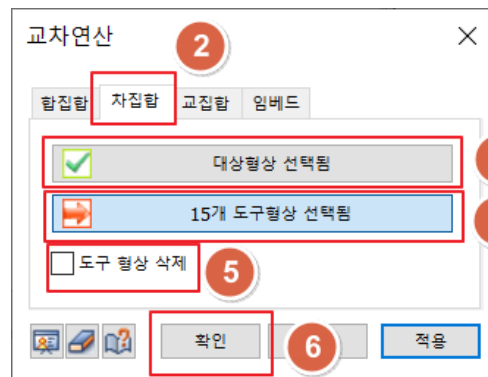 교차연산
2
합집합 차집합 교집합 임베드
대상형상 선택됨
15개 도구형상 선택됨
도구 형상 삭제
5
확인
6
적용